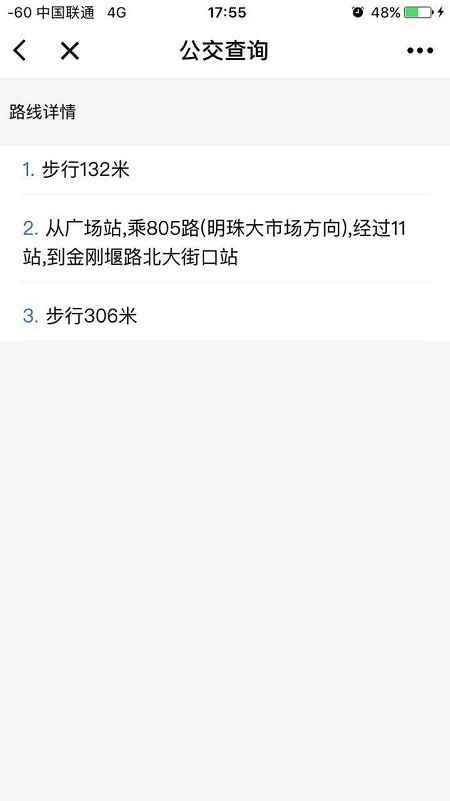 -60 中国联通 4G 17:55 48%
公交查询
路线详情
1. 步行132米
2. 从广场站,乘805路(明珠大市场方向),经过11
站,到金刚堰路北大街口站
3. 步行306米